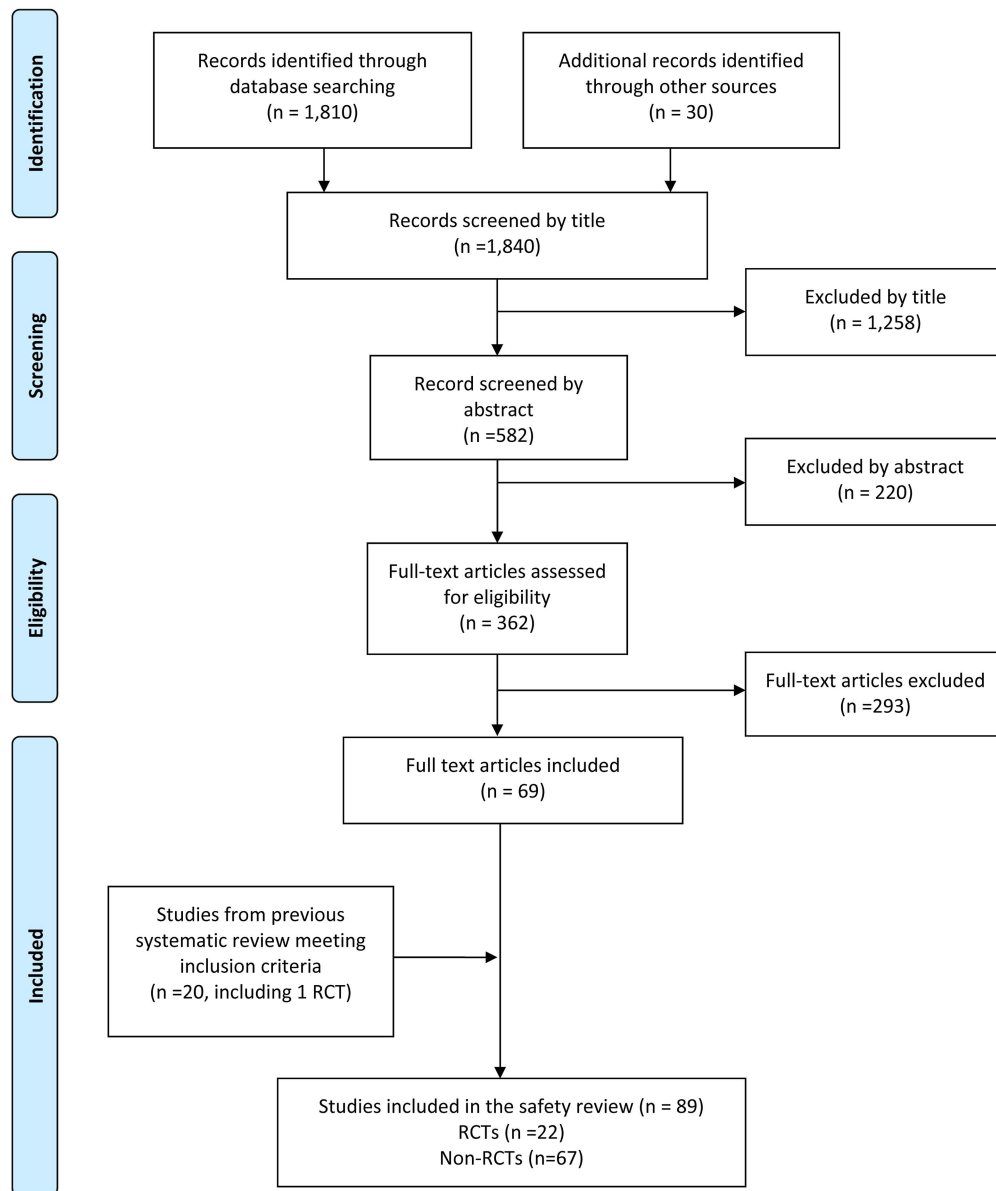 Identification
Records identified through
database searching
(n = 1,810)
Additional records identified
through other sources
(n = 30)
Records screened by title
(n =1,840)
Screening
Excluded by title
(n = 1,258)
Record screened by
abstract
(n =582)
Excluded by abstract
(n = 220)
Eligibility
Full-text articles assessed
for eligibility
(n = 362)
Full-text articles excluded
(n =293)
Included
Full text articles included
(n = 69)
Studies from previous
systematic review meeting
inclusion criteria
(n =20, including 1 RCT)
Studies included in the safety review (n = 89)
RCTs (n =22)
Non-RCTs (n=67)